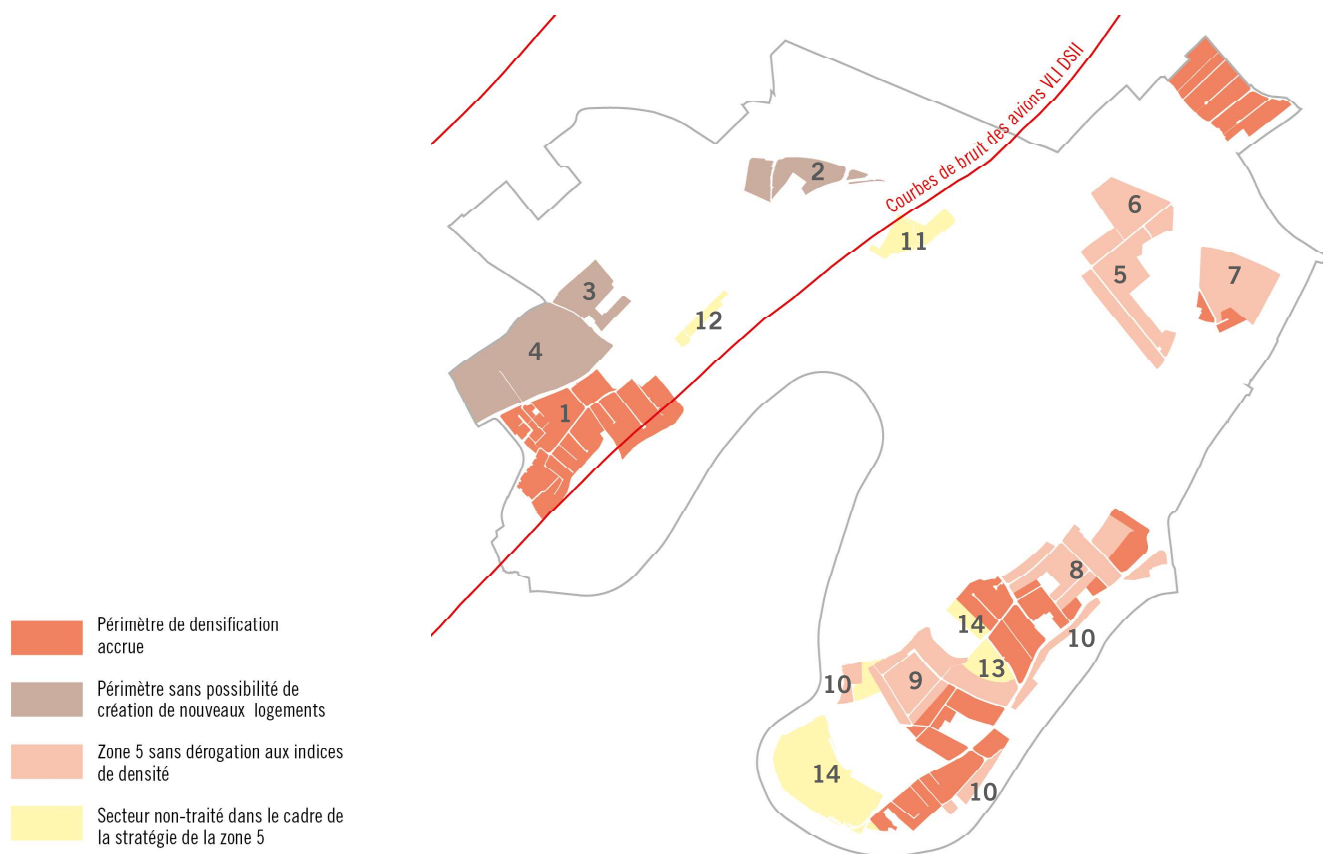 Courbes de bruit des avions VLI DSII
2
6
11
5
7
3
12
4
1
8
14
10
13
10
9
14
10
Périmètre de densification
accrue
Périmètre sans possibilité de
création de nouveaux logements
Zone 5 sans dérogation aux indices
de densité
Secteur non-traité dans le cadre de
la stratégie de la zone 5